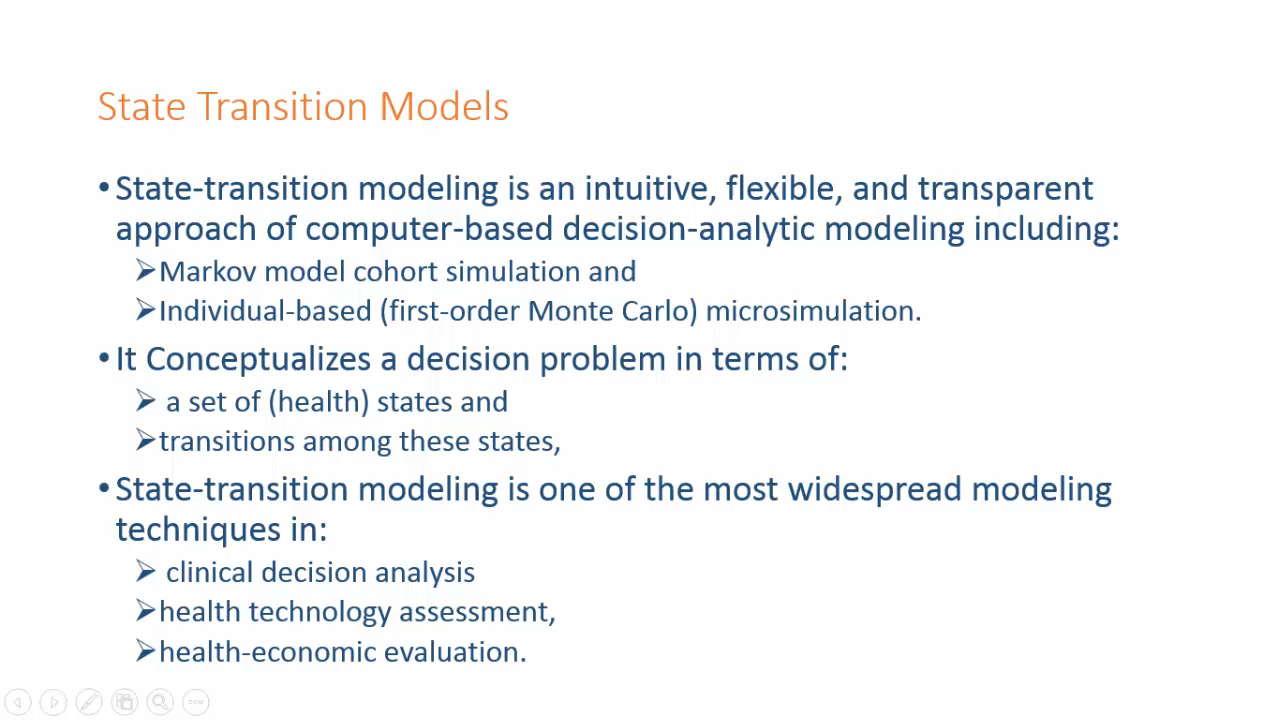 State Transition Models
•State-transition modeling is an intuitive, flexible, and transparent
approach of computer-based decision-analytic modeling including:
➢Markov model cohort simulation and
➢Individual-based (first-order Monte Carlo) microsimulation.
•It Conceptualizes a decision problem in terms of:
➢ a set of (health) states and
➢transitions among these states,
•State-transition modeling is one of the most widespread modeling
techniques in:
➢ clinical decision analysis
➢health technology assessment,
➢health-economic evaluation.